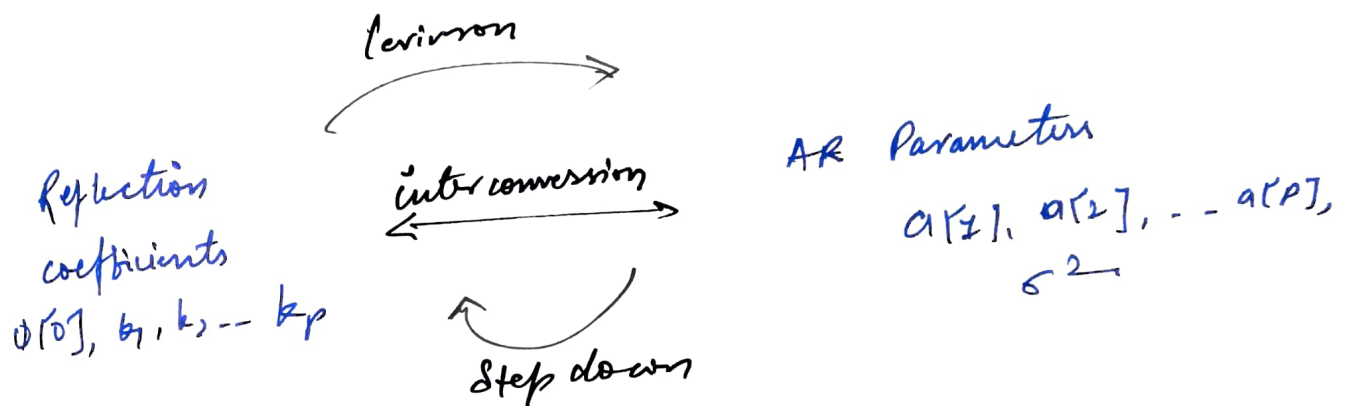 levinson
Reflection
coefficients
φ[0], k1, k2 -- kp
interconversion
AR Parameters
a[1], a[2], . -- a[p],
σ²
Step down